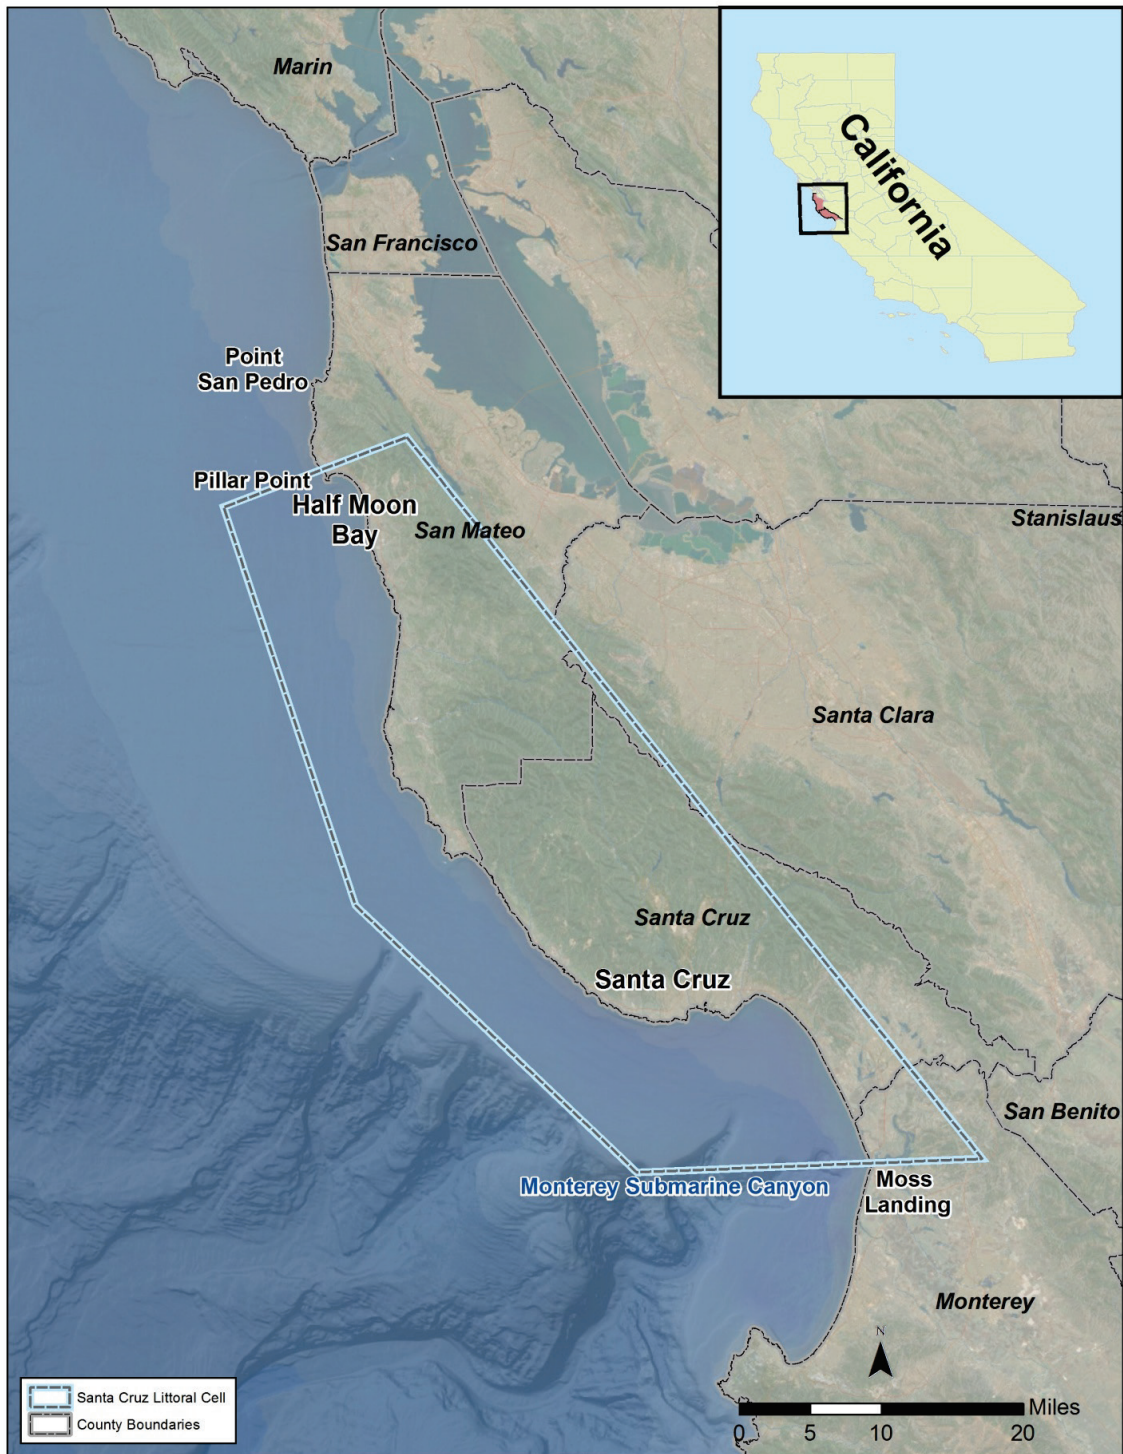 Marin
California
San Francisco
Point
San Pedro
Pillar Point
Half Moon
Bay
San Mateo
Stanislaus
Santa Clara
Santa Cruz
Santa Cruz
San Benito
Monterey Submarine Canyon
Moss
Landing
Monterey
N
Miles
0 5 10 20
Santa Cruz Littoral Cell
County Boundaries